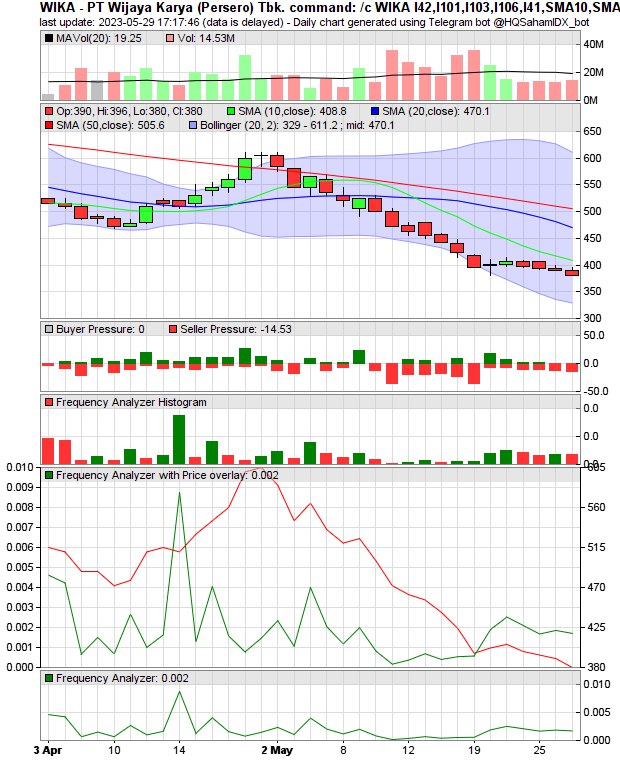 WIKA - PT Wijaya Karya (Persero) Tbk. command: /c WIKA I42,I101,I103,I106,I41,SMA10,SMA
last update: 2023-05-29 17:17:46 (data is delayed) - Daily chart generated using Telegram bot @HQSahamIDX_bot
MAVol(20): 19.25 Vol: 14.53M
40M
20M
0M
Op:390, Hi:396, Lo:380, Cl:380 SMA (10,close): 408.8 SMA (20,close): 470.1
SMA (50,close): 505.6 Bollinger (20, 2): 329 - 611.2; mid: 470.1
650
600
550
500
450
400
350
300
Buyer Pressure: 0 Seller Pressure: -14.53
50.0
0.0
-50.0
Frequency Analyzer Histogram
0.0
0.0
0.0
Frequency Analyzer with Price overlay: 0.002
0.010 605
0.009
0.008 560
0.007
0.006 515
0.005
0.004 470
0.003
0.002 425
0.001
0.000 380
Frequency Analyzer: 0.002
0.010
0.005
0.000
3 Apr 10 14 2 May 8 12 19 25